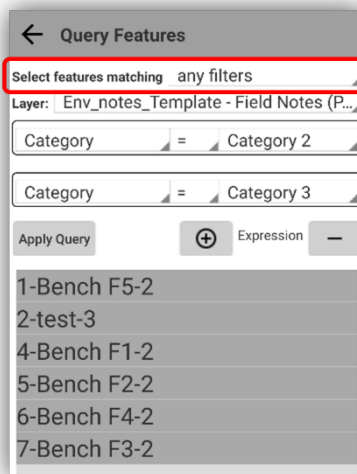 Query Features
Select features matching any filters
Layer: Env_notes_Template - Field Notes (P...
Category = Category 2
Category = Category 3
Apply Query Expression
1-Bench F5-2
2-test-3
4-Bench F1-2
5-Bench F2-2
6-Bench F4-2
7-Bench F3-2